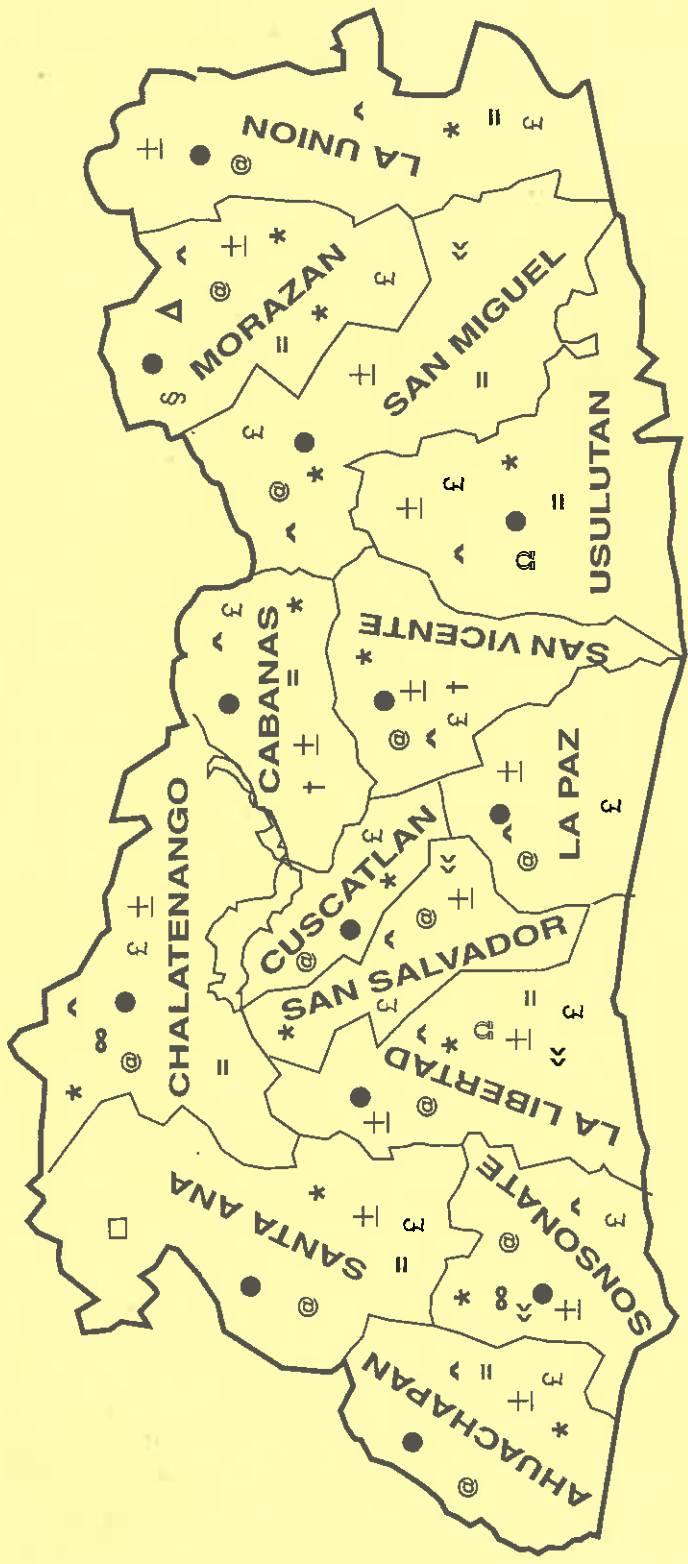 LA UNION
MORAZAN
SAN MIGUEL
USULUTAN
CABANAS
SAN VICENTE
CHALATENANGO
CUSCATLAN
LA PAZ
SAN SALVADOR
LA LIBERTAD
SANTA ANA
SONSONATE
AHUACHAPAN